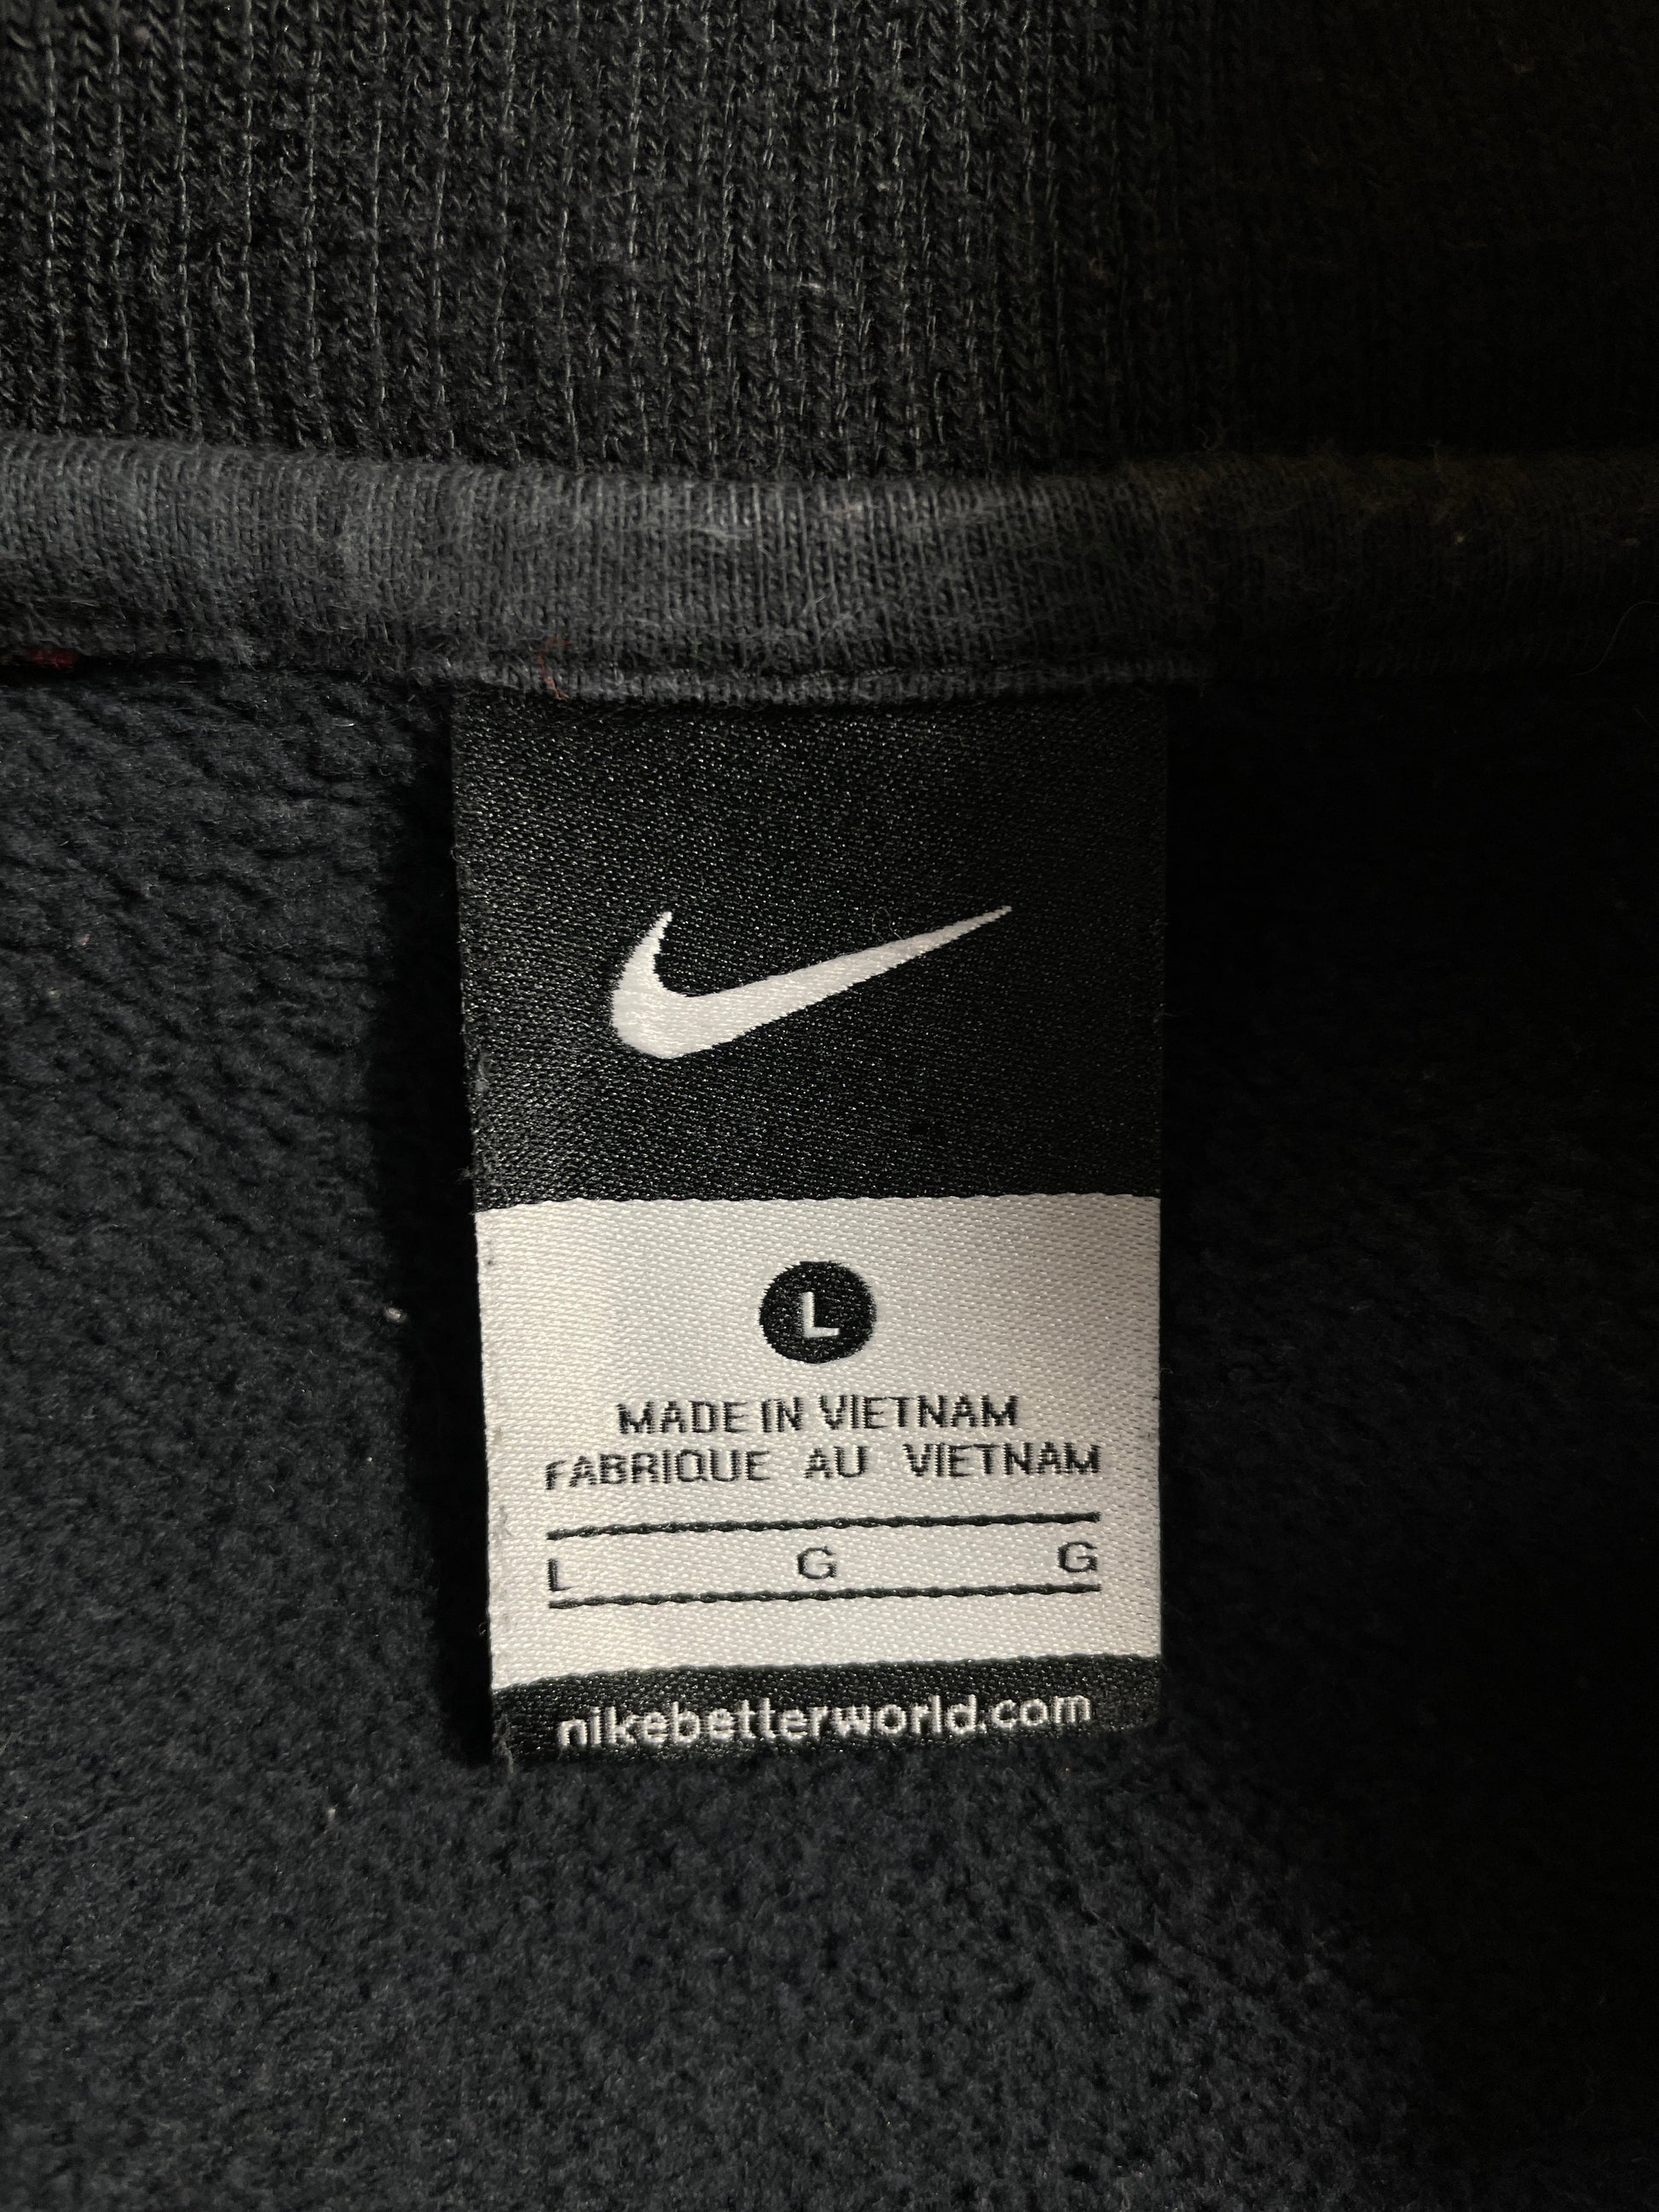 L
MADE IN VIETNAM
FABRIQUE AU VIETNAM
L G G
nikebetterworld.com